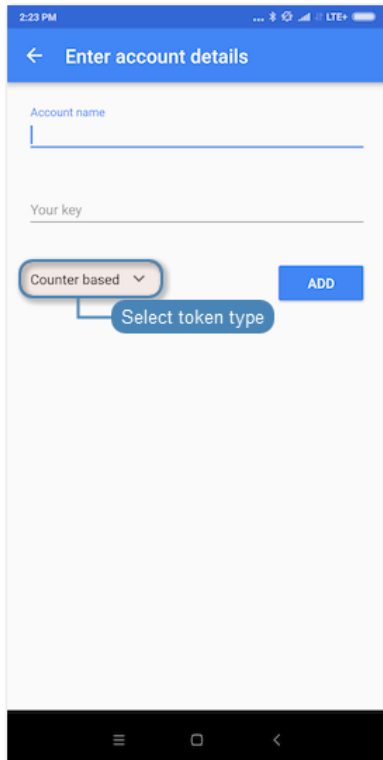 2:23 PM ... LTE+
Enter account details
Account name
Your key
Counter based ADD
Select token type